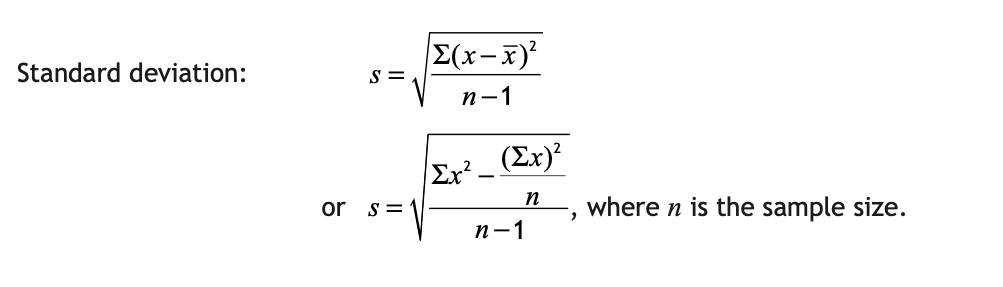 Standard deviation: s = √(Σ(x − x̄)² / (n − 1))
or s = √((Σx² − (Σx)² / n) / (n − 1)), where n is the sample size.